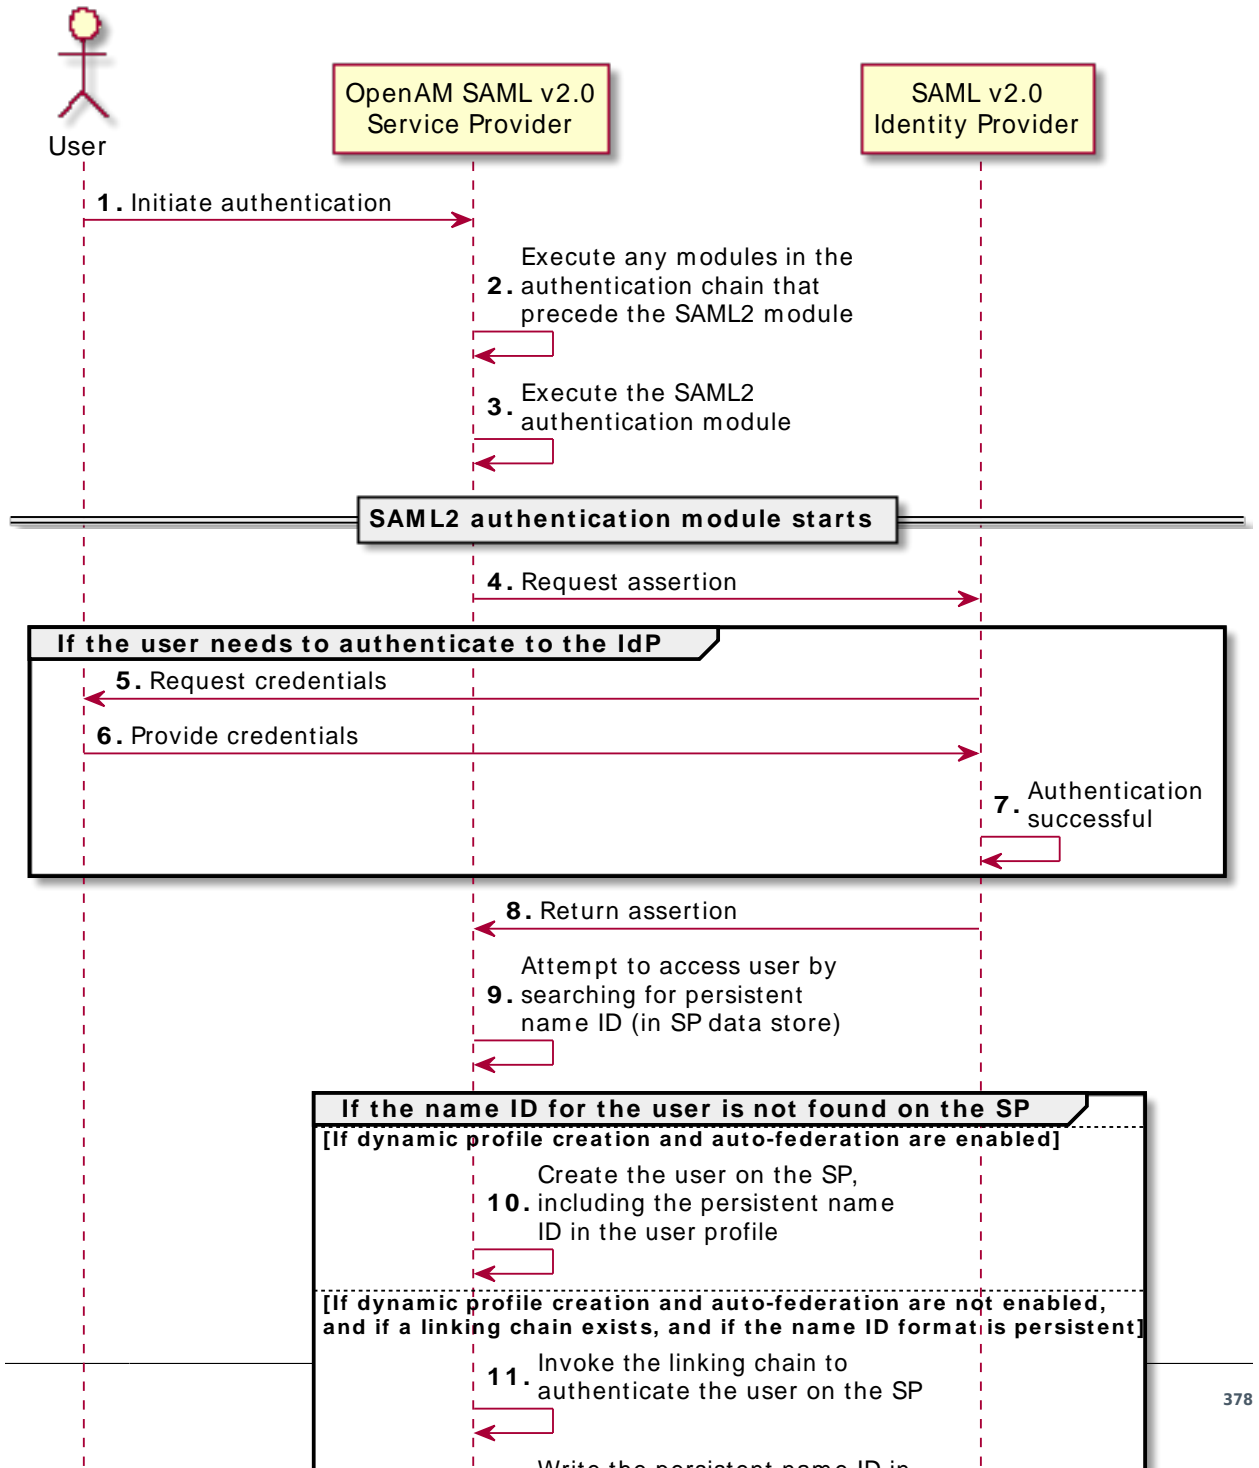 User
OpenAM SAML v2.0
Service Provider
SAML v2.0
Identity Provider
1. Initiate authentication
Execute any modules in the
2. authentication chain that
precede the SAML2 module
Execute the SAML2
3. authentication module
SAML2 authentication module starts
4. Request assertion
If the user needs to authenticate to the IdP
5. Request credentials
6. Provide credentials
Authentication
7. successful
8. Return assertion
Attempt to access user by
9. searching for persistent
name ID (in SP data store)
If the name ID for the user is not found on the SP
[If dynamic profile creation and auto-federation are enabled]
Create the user on the SP,
10. including the persistent name
ID in the user profile
[If dynamic profile creation and auto-federation are not enabled,
and if a linking chain exists, and if the name ID format is persistent]
Invoke the linking chain to
11. authenticate the user on the SP
378
Write the persistent name ID in